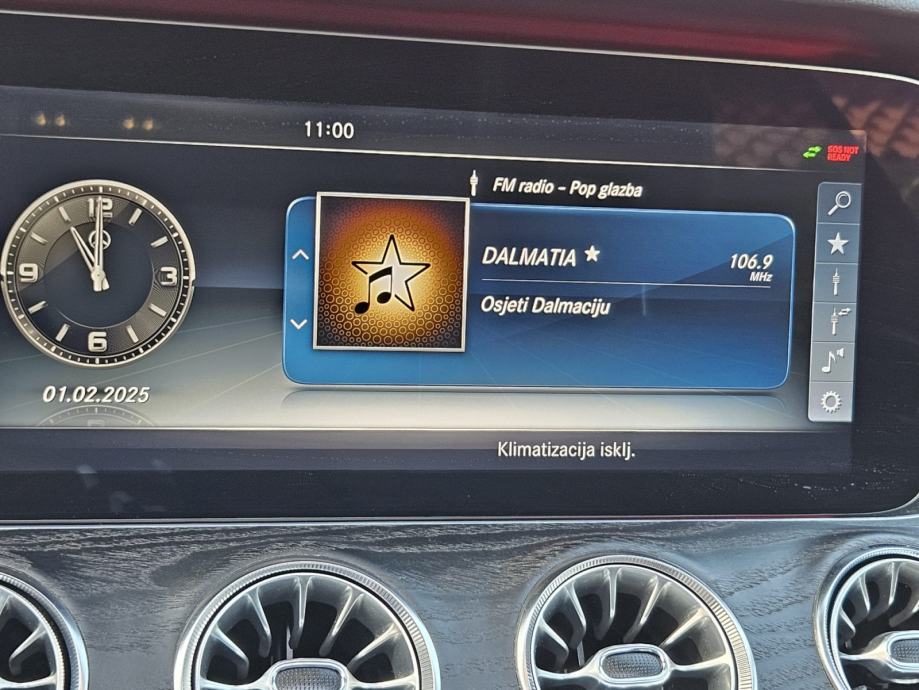 11:00
SOS NOT
READY
FM radio – Pop glazba
12
9
3
6
DALMATIA ★
106.9
MHz
Osjeti Dalmaciju
01.02.2025
Klimatizacija isklj.